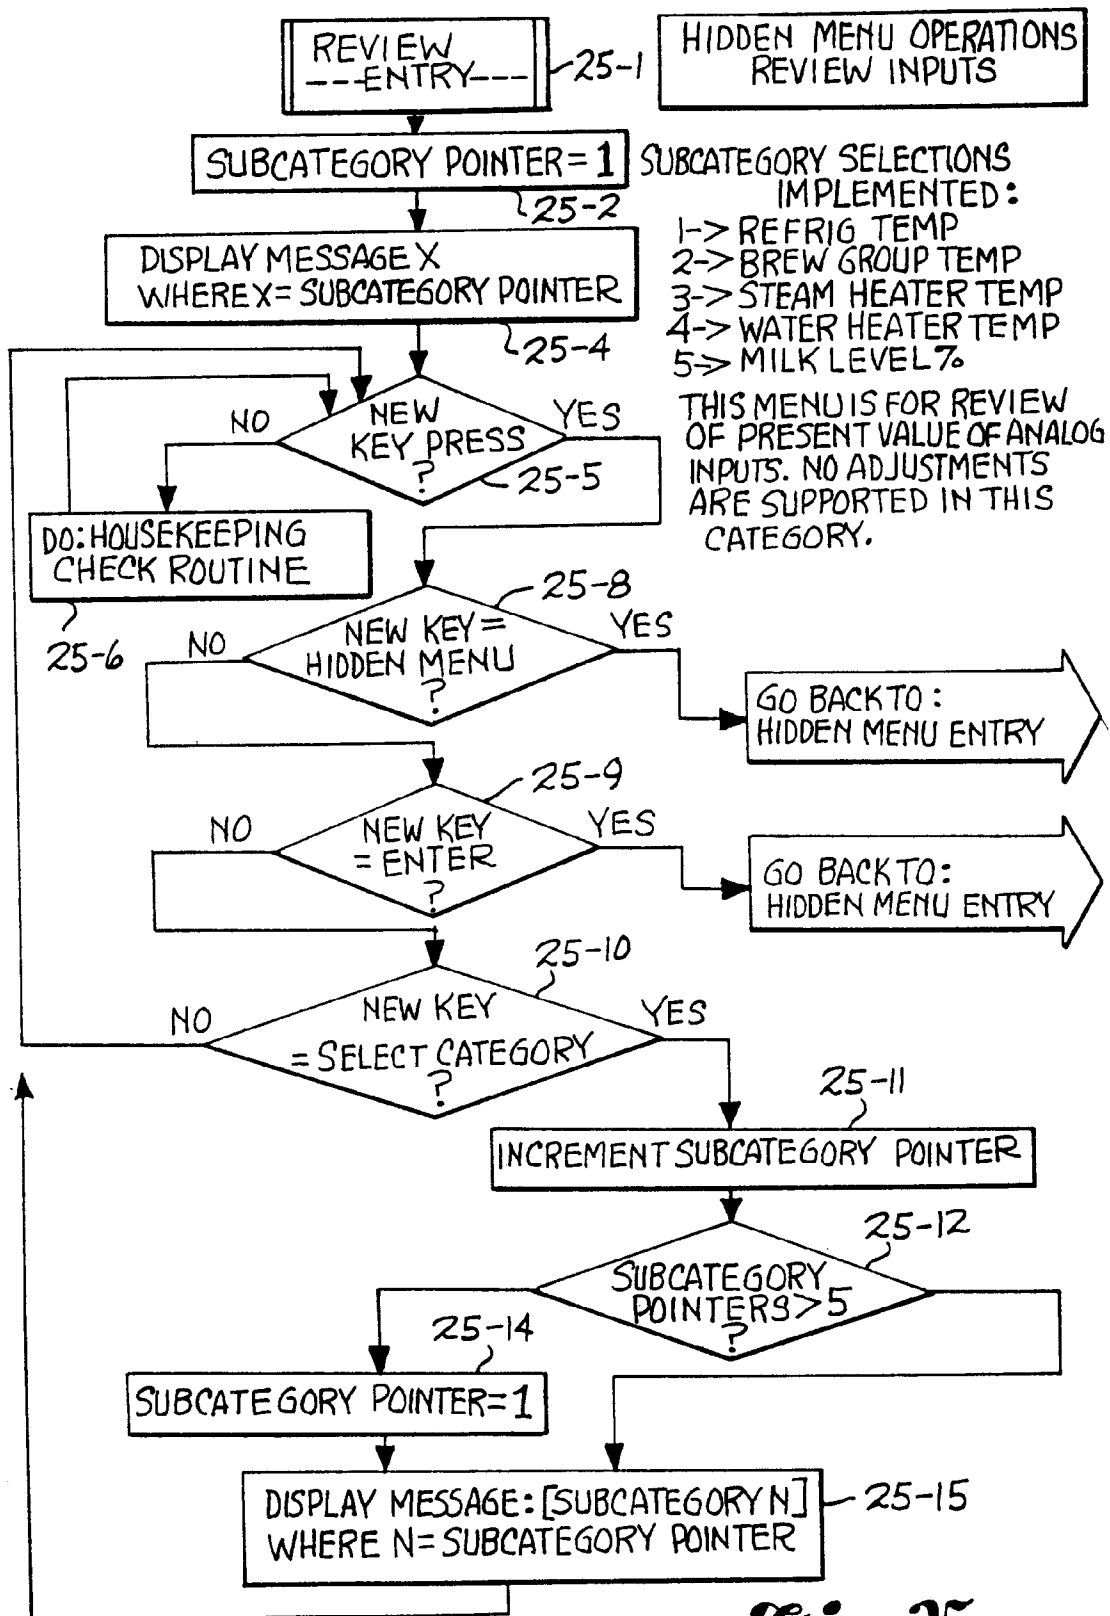 REVIEW
---ENTRY---
25-1
HIDDEN MENU OPERATIONS
REVIEW INPUTS
SUBCATEGORY POINTER=1
25-2
SUBCATEGORY SELECTIONS
IMPLEMENTED:
1-> REFRIG TEMP
2-> BREW GROUP TEMP
3-> STEAM HEATER TEMP
4-> WATER HEATER TEMP
5-> MILK LEVEL%
THIS MENU IS FOR REVIEW
OF PRESENT VALUE OF ANALOG
INPUTS. NO ADJUSTMENTS
ARE SUPPORTED IN THIS
CATEGORY.
DISPLAY MESSAGE X
WHERE X= SUBCATEGORY POINTER
25-4
NEW
KEY PRESS
?
25-5
NO
YES
DO: HOUSEKEEPING
CHECK ROUTINE
25-6
25-8
NEW KEY=
HIDDEN MENU
?
NO
YES
GO BACK TO:
HIDDEN MENU ENTRY
25-9
NEW KEY
= ENTER
?
NO
YES
GO BACK TO:
HIDDEN MENU ENTRY
25-10
NEW KEY
= SELECT CATEGORY
?
NO
YES
25-11
INCREMENT SUBCATEGORY POINTER
25-12
SUBCATEGORY
POINTERS>5
?
25-14
SUBCATEGORY POINTER=1
DISPLAY MESSAGE: [SUBCATEGORY N]
WHERE N= SUBCATEGORY POINTER
25-15